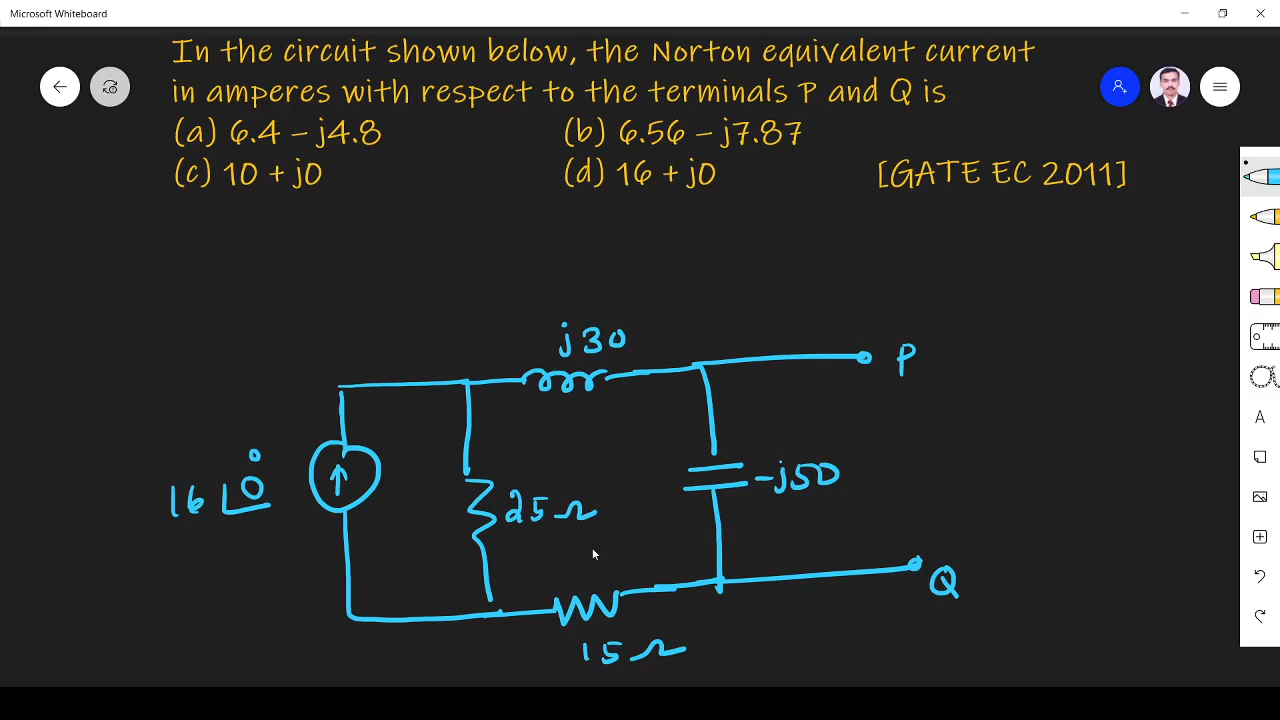 Microsoft Whiteboard
In the circuit shown below, the Norton equivalent current
in amperes with respect to the terminals P and Q is
(a) 6.4 – j4.8 (b) 6.56 – j7.87
(c) 10 + j0 (d) 16 + j0 [GATE EC 2011]
j30
P
16∠0°
25Ω
-j50
Q
15Ω
A